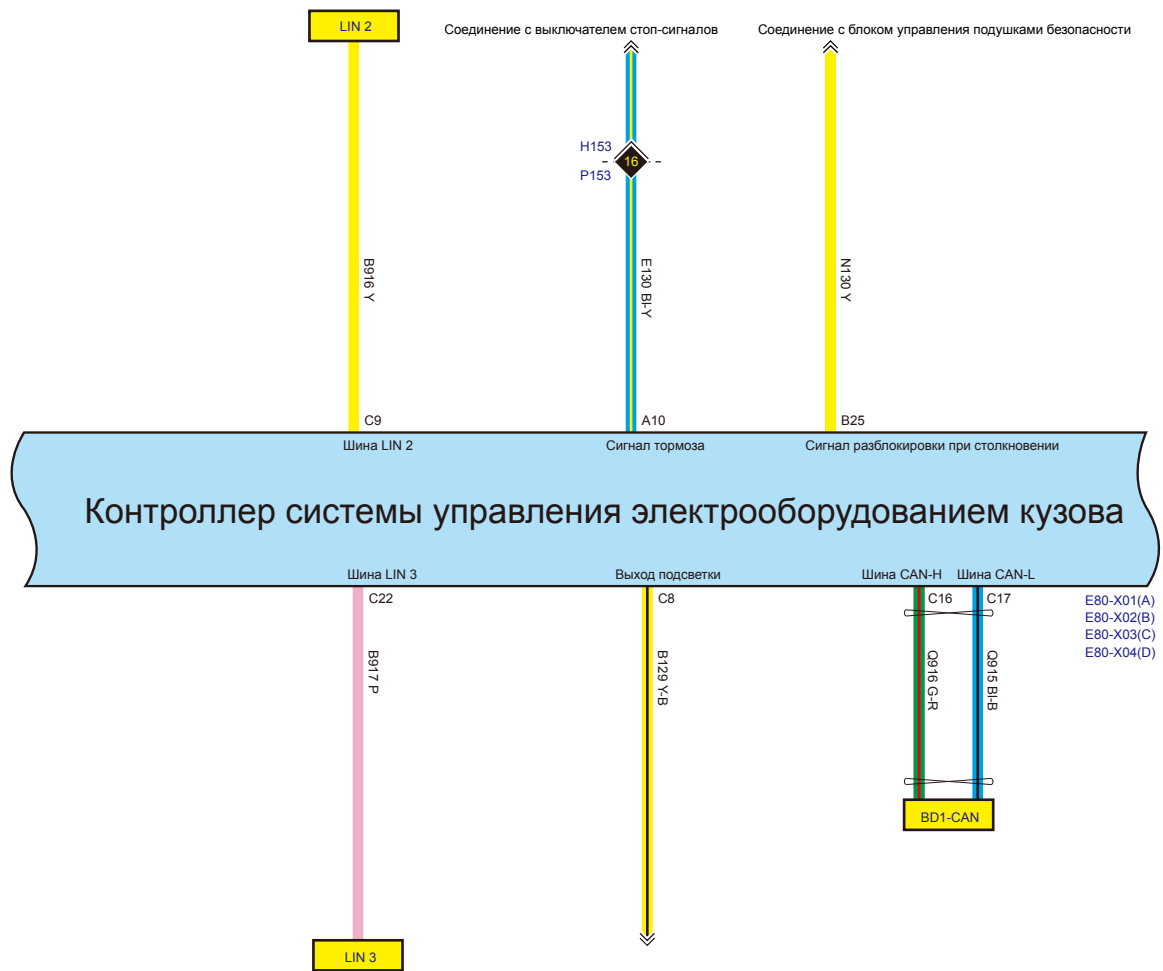 LIN 2
Соединение с выключателем стоп-сигналов
Соединение с блоком управления подушками безопасности
H153
16
P153
B916 Y
E130 Bl-Y
N130 Y
C9
A10
B25
Шина LIN 2
Сигнал тормоза
Сигнал разблокировки при столкновении
Контроллер системы управления электрооборудованием кузова
Шина LIN 3
Выход подсветки
Шина CAN-H
Шина CAN-L
C22
C8
C16
C17
E80-X01(A)
E80-X02(B)
E80-X03(C)
E80-X04(D)
B917 P
B129 Y-B
Q916 G-R
Q915 Bl-B
BD1-CAN
LIN 3